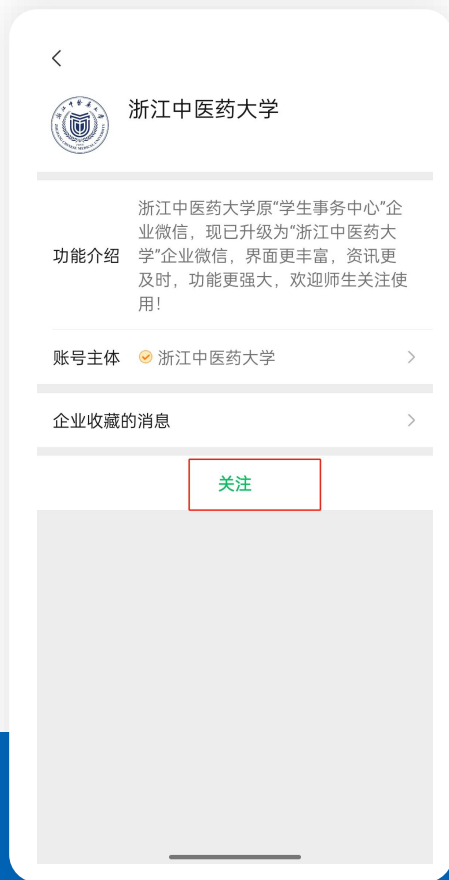 浙江中医药大学
浙江中医药大学原“学生事务中心”企
业微信，现已升级为“浙江中医药大
学”企业微信，界面更丰富，资讯更
及时，功能更强大，欢迎师生关注使
用！
功能介绍
账号主体 浙江中医药大学
企业收藏的消息
关注